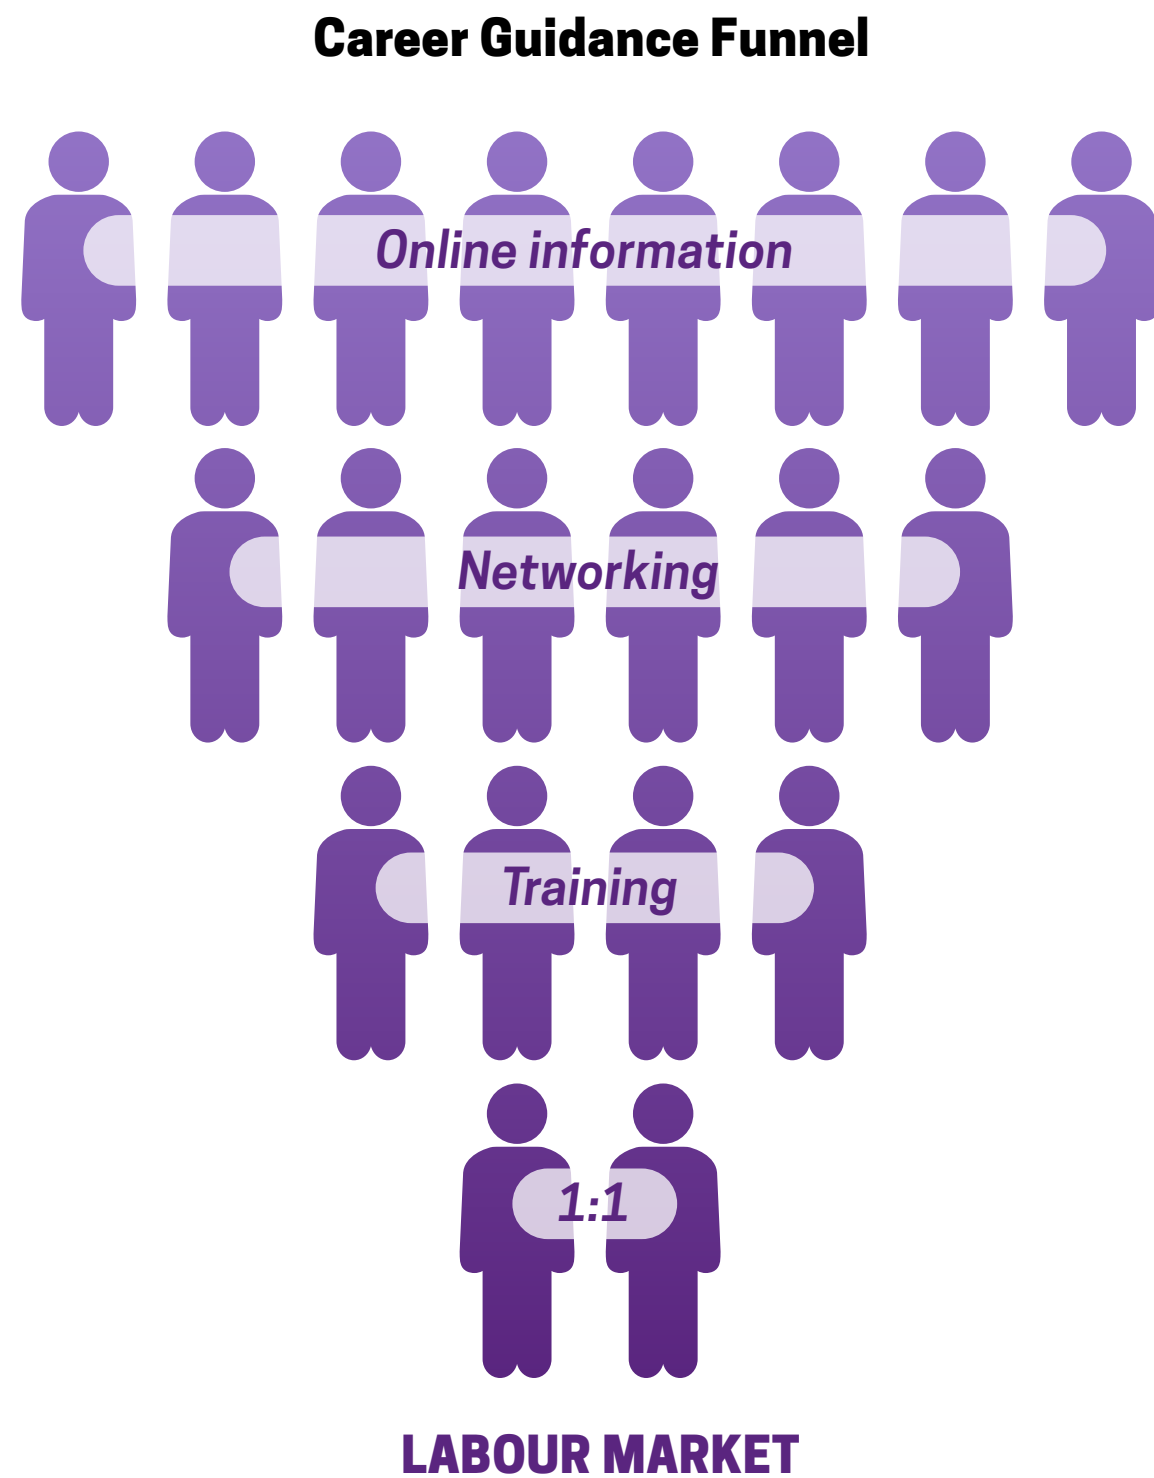 Career Guidance Funnel
Online information
Networking
Training
1:1
LABOUR MARKET